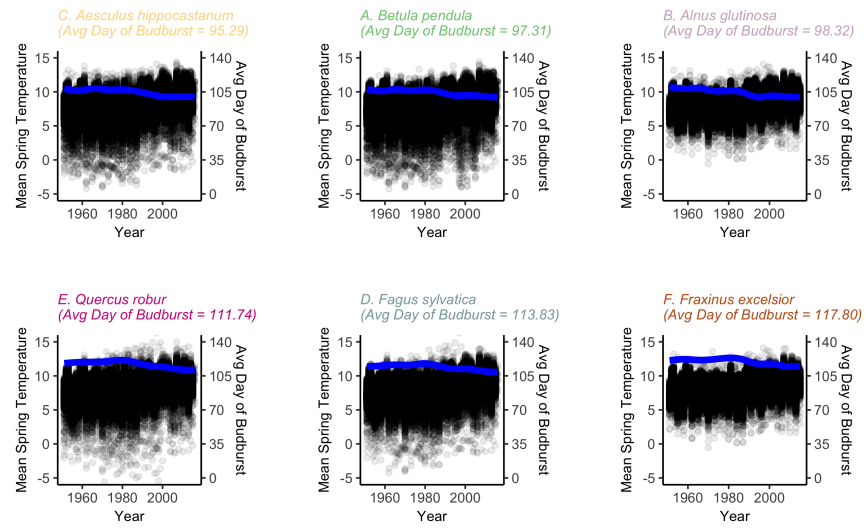 C. Aesculus hippocastanum
(Avg Day of Budburst = 95.29)
Mean Spring Temperature
15
10
5
0
-5
140
105
70
35
0
Avg Day of Budburst
1960 1980 2000
Year
A. Betula pendula
(Avg Day of Budburst = 97.31)
Mean Spring Temperature
15
10
5
0
-5
140
105
70
35
0
Avg Day of Budburst
1960 1980 2000
Year
B. Alnus glutinosa
(Avg Day of Budburst = 98.32)
Mean Spring Temperature
15
10
5
0
-5
140
105
70
35
0
Avg Day of Budburst
1960 1980 2000
Year
E. Quercus robur
(Avg Day of Budburst = 111.74)
Mean Spring Temperature
15
10
5
0
-5
140
105
70
35
0
Avg Day of Budburst
1960 1980 2000
Year
D. Fagus sylvatica
(Avg Day of Budburst = 113.83)
Mean Spring Temperature
15
10
5
0
-5
140
105
70
35
0
Avg Day of Budburst
1960 1980 2000
Year
F. Fraxinus excelsior
(Avg Day of Budburst = 117.80)
Mean Spring Temperature
15
10
5
0
-5
140
105
70
35
0
Avg Day of Budburst
1960 1980 2000
Year